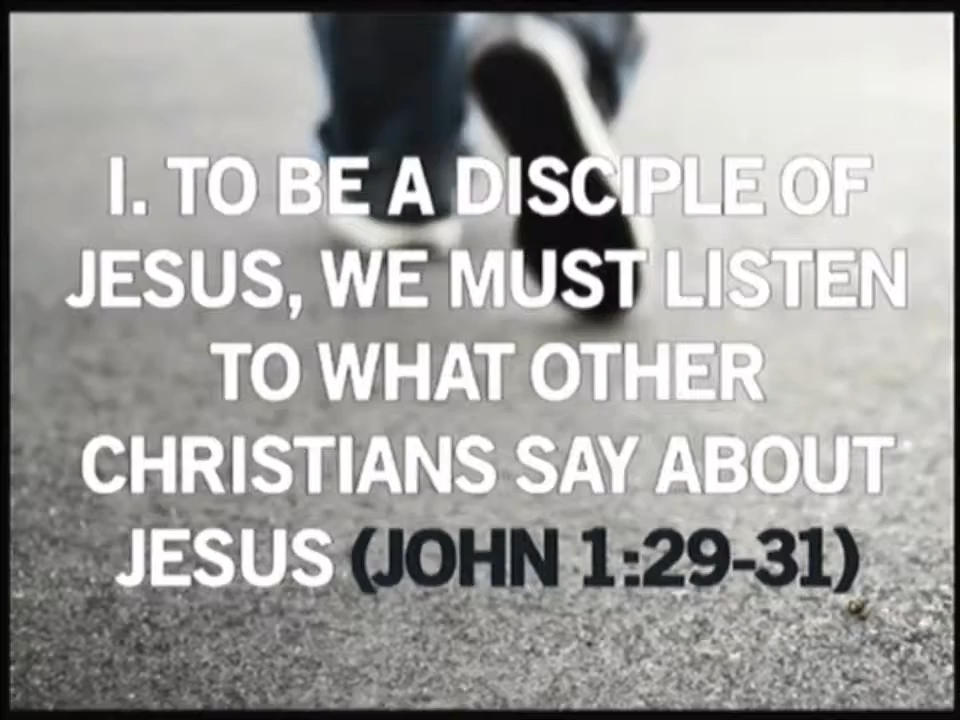 I. TO BE A DISCIPLE OF
JESUS, WE MUST LISTEN
TO WHAT OTHER
CHRISTIANS SAY ABOUT
JESUS (JOHN 1:29-31)